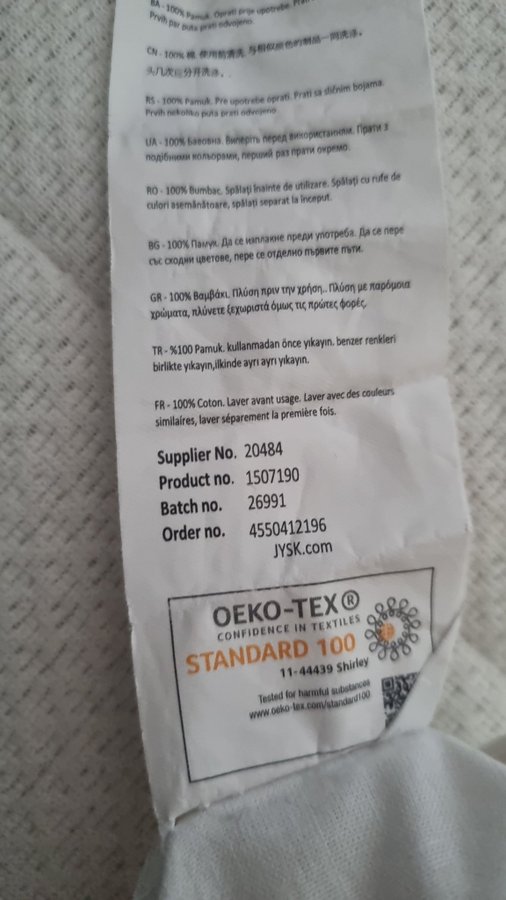 BA - 100% Pamuk. Oprati prije upotrebe.
Prvih par puta prati odvojeno.
CN - 100% 棉. 使用前清洗. 与相似颜色的制品一同洗涤,
头几次应分开洗涤.
RS - 100% Pamuk. Pre upotrebe oprati. Prati sa sličnim bojama.
Prvih nekoliko puta prati odvojeno
UA - 100% Бавовна. Виперіть перед використанням. Прати з
подібними кольорами, перший раз прати окремо.
RO - 100% Bumbac. Spălați înainte de utilizare. Spălați cu rufe de
culori asemănătoare, spălați separat la început.
BG - 100% Памук. Да се изплакне преди употреба. Да се пере
със сходни цветове, пере се отделно първите пъти.
GR - 100% Βαμβάκι. Πλύση πριν την χρήση.. Πλύση με παρόμοια
χρώματα, πλύνετε ξεχωριστά όμως τις πρώτες φορές.
TR - %100 Pamuk. kullanmadan önce yıkayın. benzer renkleri
birlikte yıkayın,ilkinde ayrı ayrı yıkayın.
FR - 100% Coton. Laver avant usage. Laver avec des couleurs
similaires, laver séparement la première fois.
Supplier No. 20484
Product no. 1507190
Batch no. 26991
Order no. 4550412196
JYSK.com
OEKO-TEX®
CONFIDENCE IN TEXTILES
STANDARD 100
11-44439 Shirley
Tested for harmful substances
www.oeko-tex.com/standard100